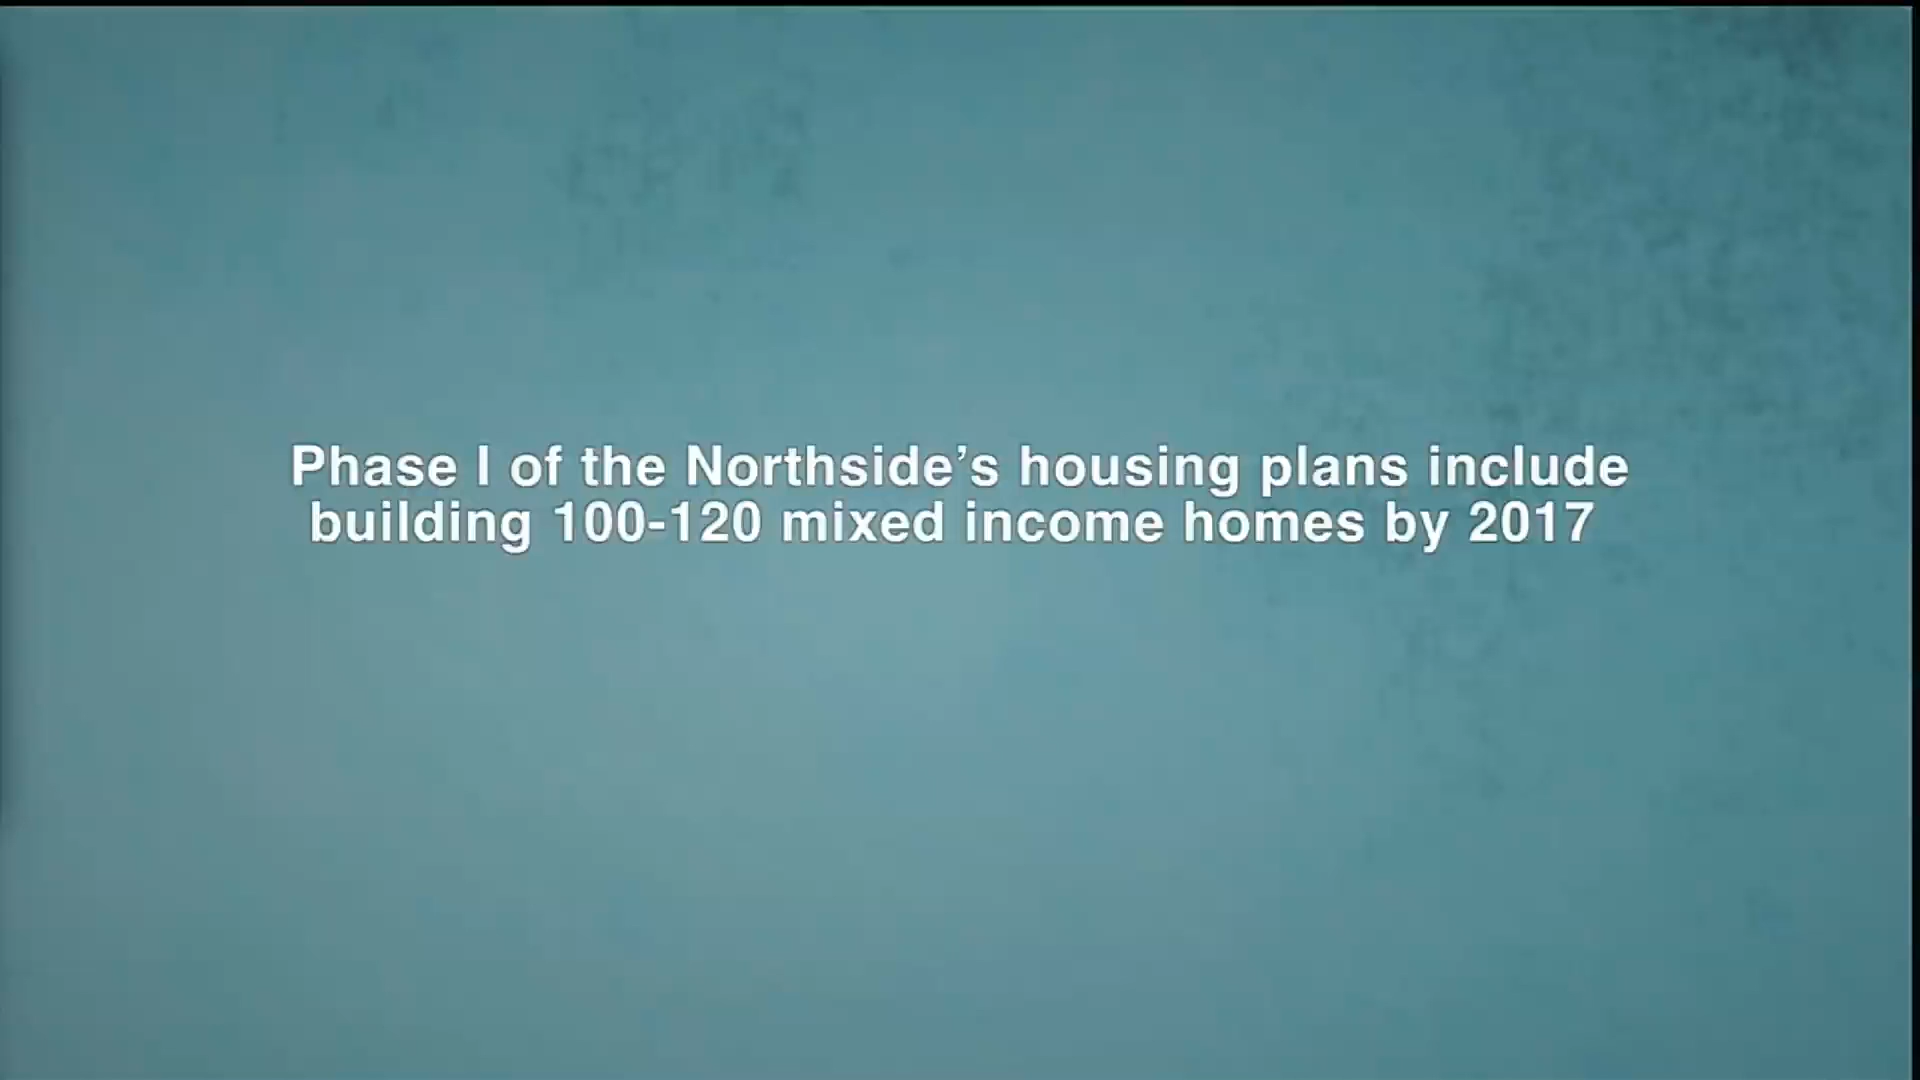 Phase I of the Northside’s housing plans include
building 100-120 mixed income homes by 2017